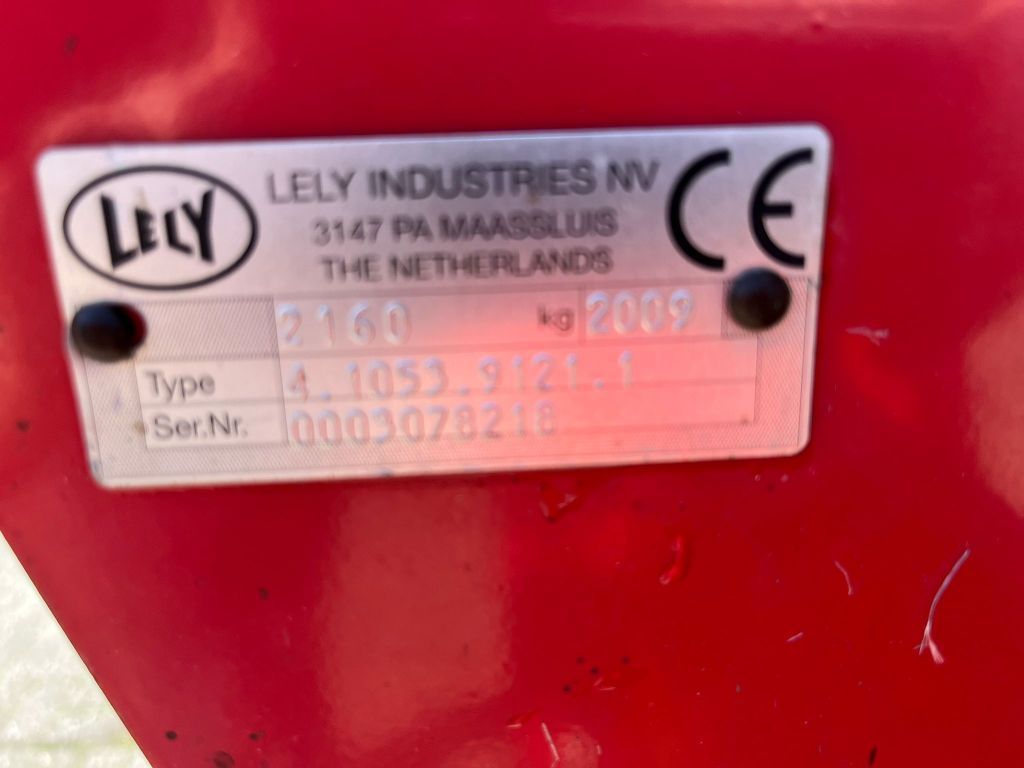 LELY
LELY INDUSTRIES NV
3147 PA MAASSLUIS
THE NETHERLANDS
CE
2160 kg 2009
Type 4.1053.9121.1
Ser.Nr. 0003078218